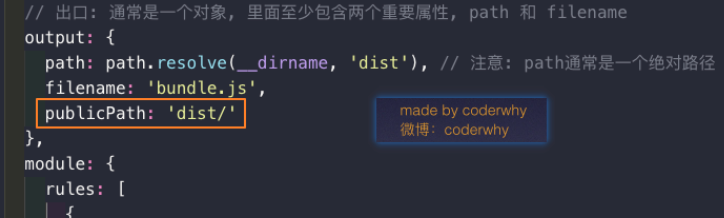 // 出口: 通常是一个对象, 里面至少包含两个重要属性, path 和 filename
output: {
path: path.resolve(__dirname, 'dist'), // 注意: path通常是一个绝对路径
filename: 'bundle.js',
publicPath: 'dist/'
made by coderwhy
微博：coderwhy
},
module: {
rules: [
{